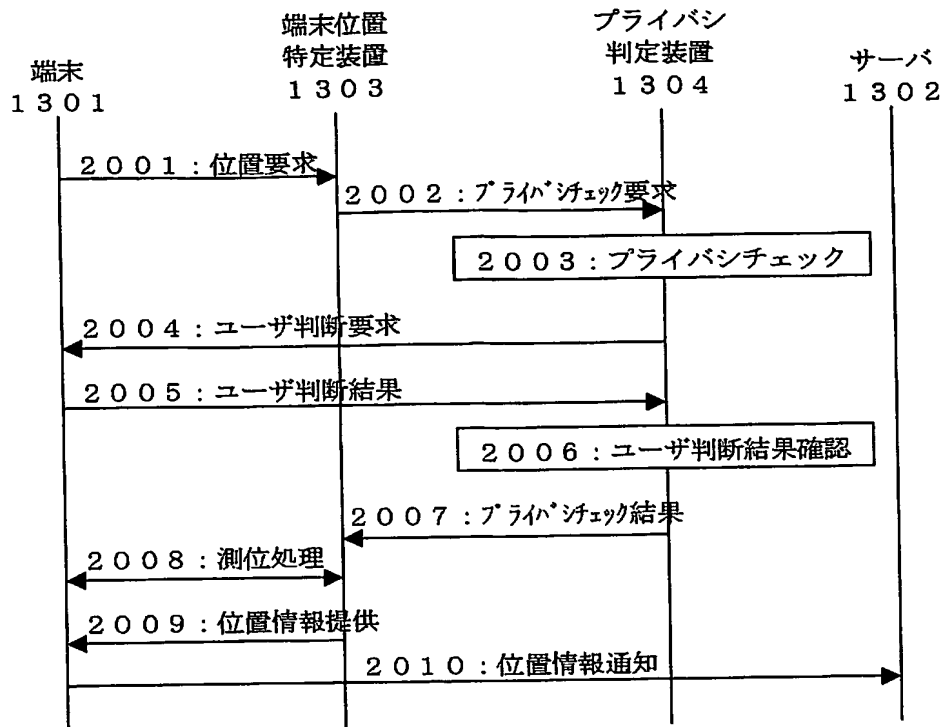 端末
1301
端末位置
特定装置
1303
プライバシ
判定装置
1304
サーバ
1302
2001:位置要求
2002:プライバシチェック要求
2003:プライバシチェック
2004:ユーザ判断要求
2005:ユーザ判断結果
2006:ユーザ判断結果確認
2007:プライバシチェック結果
2008:測位処理
2009:位置情報提供
2010:位置情報通知